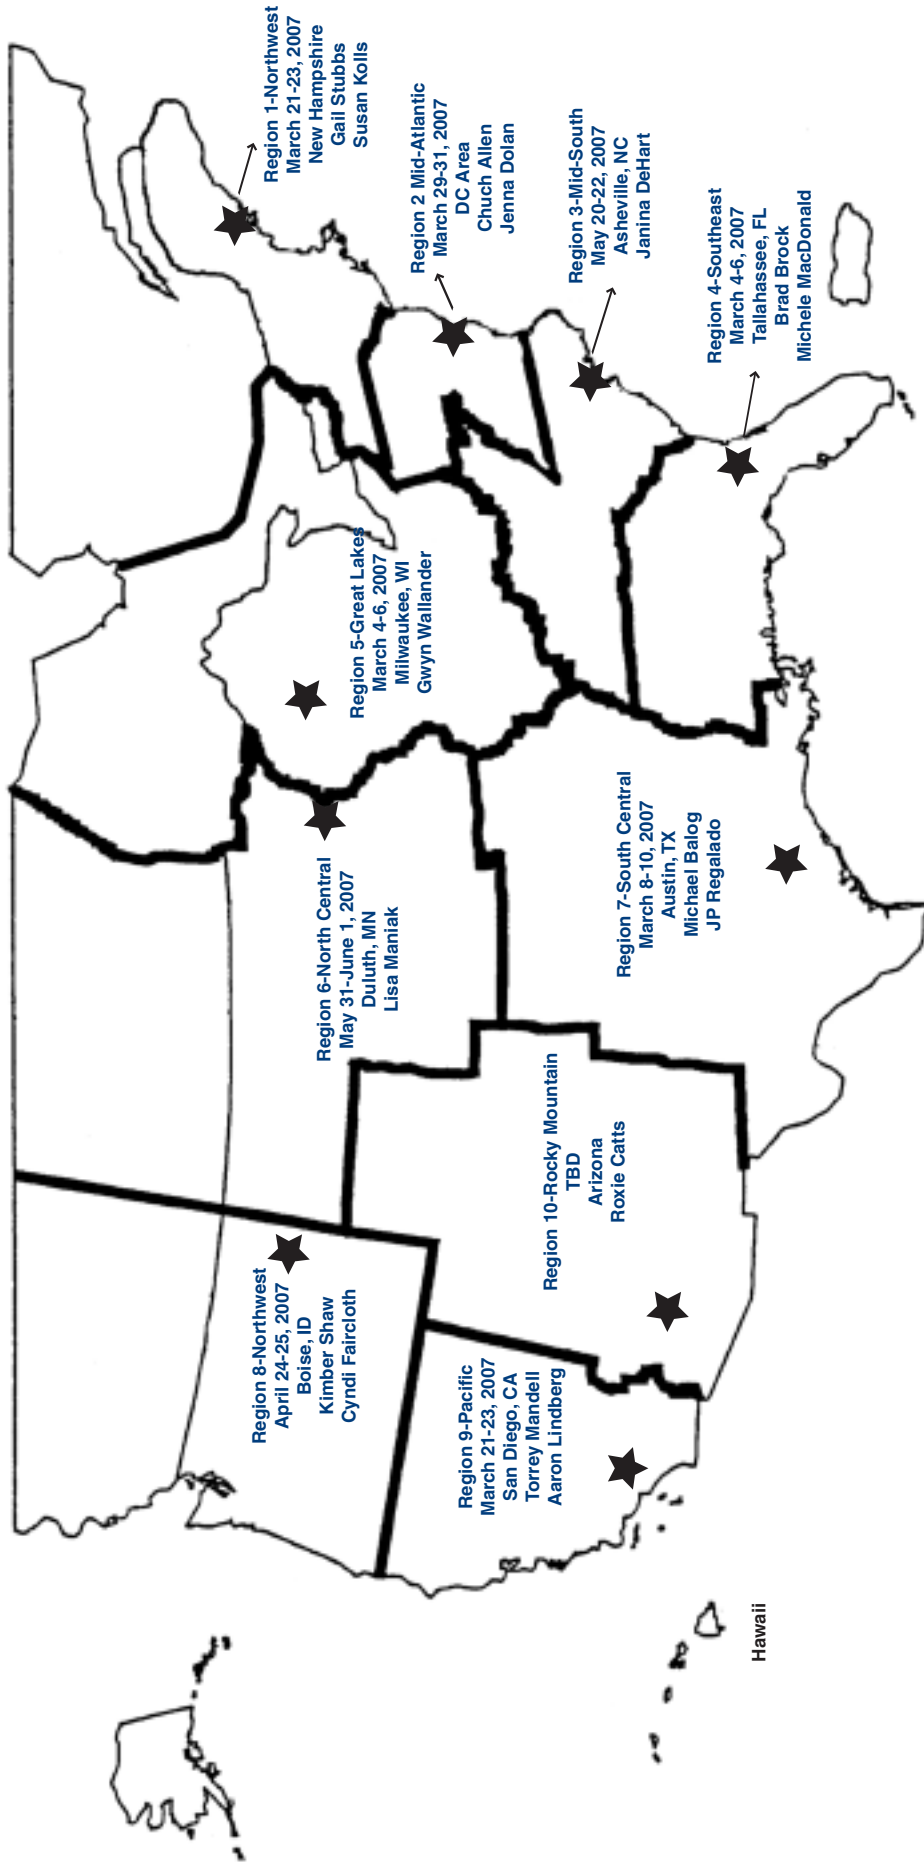 Region 1-Northwest
March 21-23, 2007
New Hampshire
Gail Stubbs
Susan Kolls
Region 2 Mid-Atlantic
March 29-31, 2007
DC Area
Chuch Allen
Jenna Dolan
Region 3-Mid-South
May 20-22, 2007
Asheville, NC
Janina DeHart
Region 4-Southeast
March 4-6, 2007
Tallahassee, FL
Brad Brock
Michele MacDonald
Region 5-Great Lakes
March 4-6, 2007
Milwaukee, WI
Gwyn Wallander
Region 6-North Central
May 31-June 1, 2007
Duluth, MN
Lisa Maniak
Region 7-South Central
March 8-10, 2007
Austin, TX
Michael Balog
JP Regalado
Region 8-Northwest
April 24-25, 2007
Boise, ID
Kimber Shaw
Cyndi Faircloth
Region 9-Pacific
March 21-23, 2007
San Diego, CA
Torrey Mandell
Aaron Lindberg
Region 10-Rocky Mountain
TBD
Arizona
Roxie Catts
Hawaii